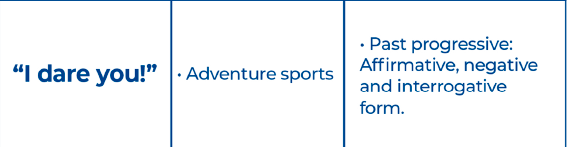 “I dare you!”
• Adventure sports
• Past progressive:
Affirmative, negative
and interrogative
form.